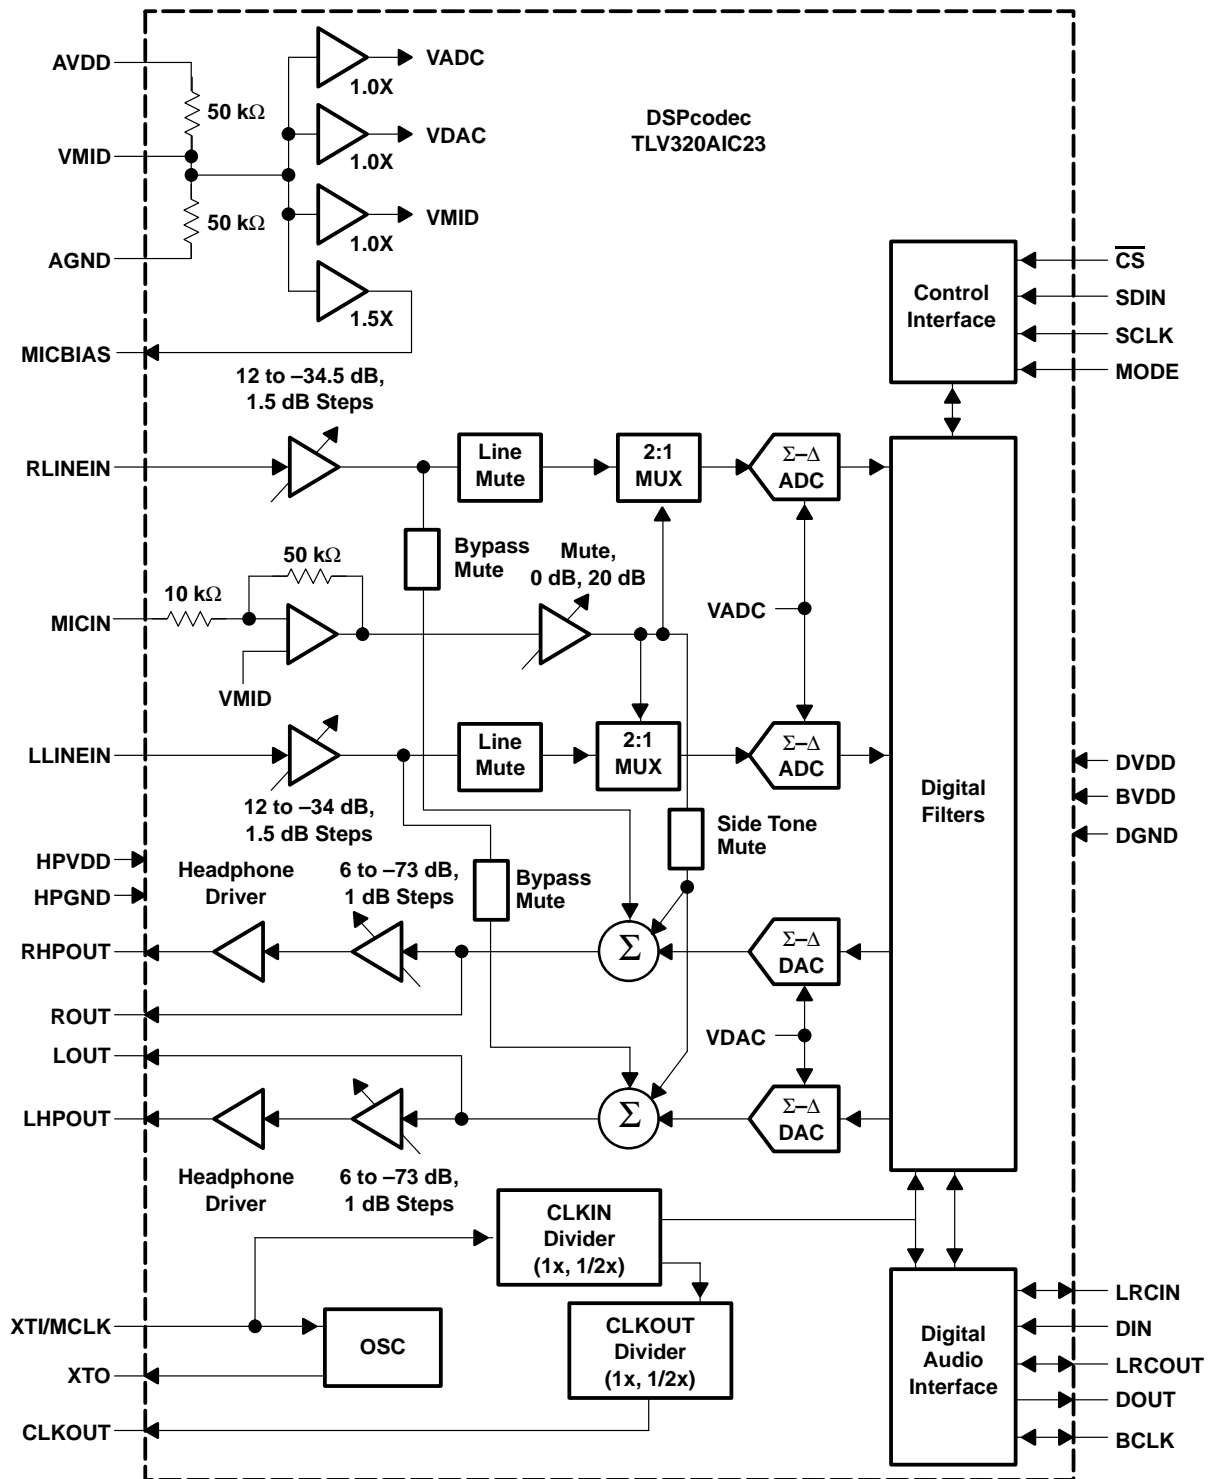 AVDD
50 kΩ
VMID
50 kΩ
AGND
1.0X
VADC
1.0X
VDAC
1.0X
VMID
1.5X
MICBIAS
DSPcodec
TLV320AIC23
Control
Interface
CS
SDIN
SCLK
MODE
12 to –34.5 dB,
1.5 dB Steps
RLINEIN
Line
Mute
2:1
MUX
Σ–Δ
ADC
Bypass
Mute
50 kΩ
10 kΩ
MICIN
VMID
Mute,
0 dB, 20 dB
VADC
LLINEIN
12 to –34 dB,
1.5 dB Steps
Line
Mute
2:1
MUX
Σ–Δ
ADC
Digital
Filters
DVDD
BVDD
DGND
Side Tone
Mute
HPVDD
HPGND
Headphone
Driver
6 to –73 dB,
1 dB Steps
Bypass
Mute
RHPOUT
Σ
Σ–Δ
DAC
ROUT
LOUT
VDAC
LHPOUT
Σ
Σ–Δ
DAC
Headphone
Driver
6 to –73 dB,
1 dB Steps
CLKIN
Divider
(1x, 1/2x)
XTI/MCLK
OSC
XTO
CLKOUT
Divider
(1x, 1/2x)
CLKOUT
Digital
Audio
Interface
LRCIN
DIN
LRCOUT
DOUT
BCLK